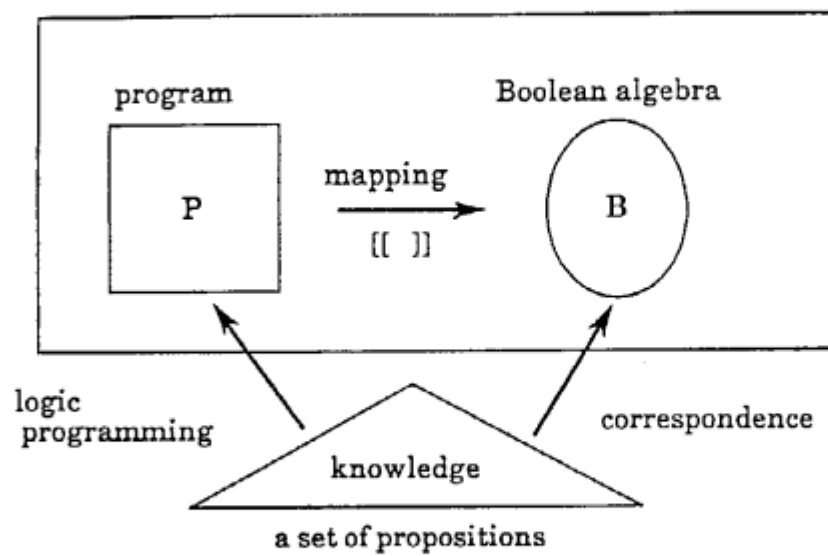 program
Boolean algebra
P
mapping
[[ ]]
B
logic
programming
correspondence
knowledge
a set of propositions